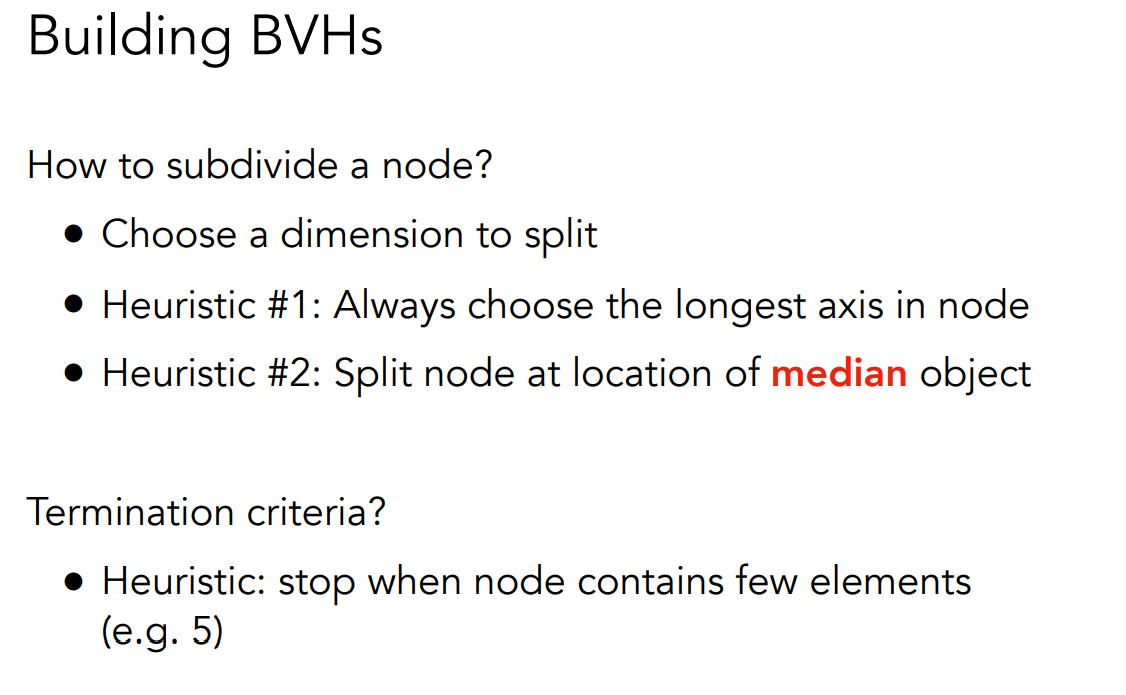 Building BVHs
How to subdivide a node?
• Choose a dimension to split
• Heuristic #1: Always choose the longest axis in node
• Heuristic #2: Split node at location of median object
Termination criteria?
• Heuristic: stop when node contains few elements
(e.g. 5)